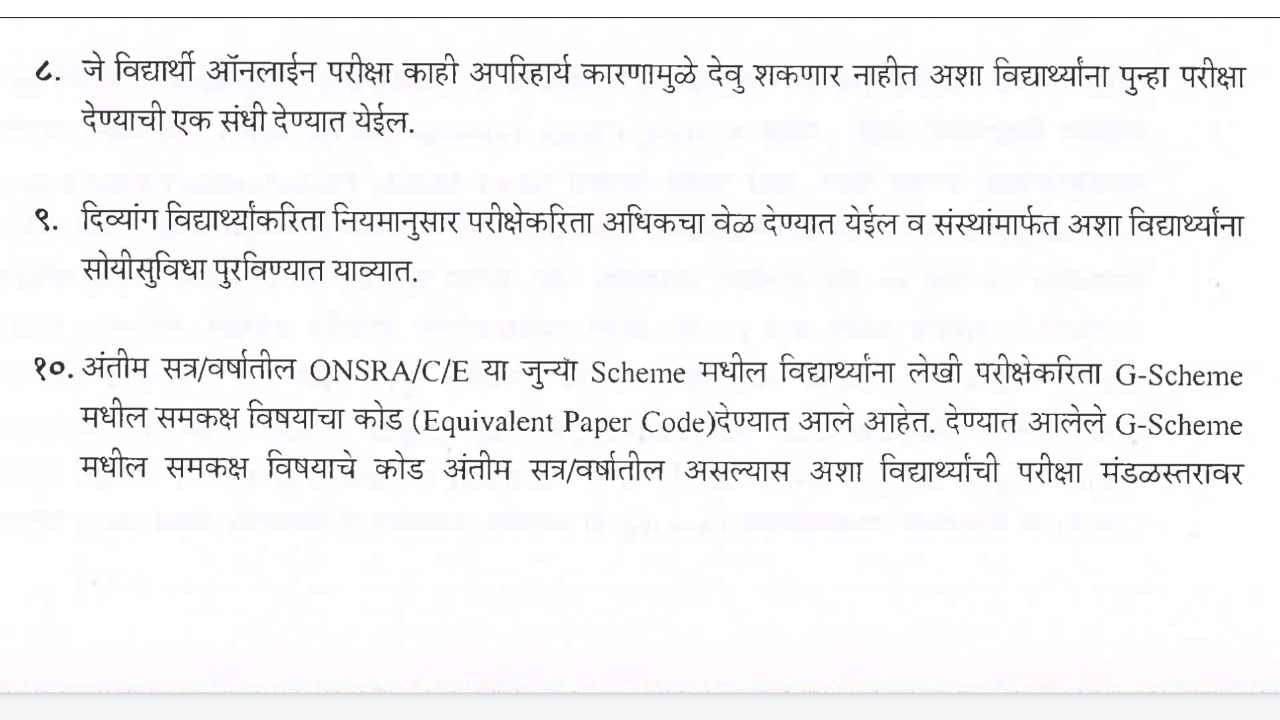 ८. जे विद्यार्थी ऑनलाईन परीक्षा काही अपरिहार्य कारणामुळे देवु शकणार नाहीत अशा विद्यार्थ्यांना पुन्हा परीक्षा
देण्याची एक संधी देण्यात येईल.
९. दिव्यांग विद्यार्थ्यांकरिता नियमानुसार परीक्षेकरिता अधिकचा वेळ देण्यात येईल व संस्थांमार्फत अशा विद्यार्थ्यांना
सोयीसुविधा पुरविण्यात याव्यात.
१०. अंतीम सत्र/वर्षातील ONSRA/C/E या जुन्या Scheme मधील विद्यार्थ्यांना लेखी परीक्षेकरिता G-Scheme
मधील समकक्ष विषयाचा कोड (Equivalent Paper Code)देण्यात आले आहेत. देण्यात आलेले G-Scheme
मधील समकक्ष विषयाचे कोड अंतीम सत्र/वर्षातील असल्यास अशा विद्यार्थ्यांची परीक्षा मंडळस्तरावर